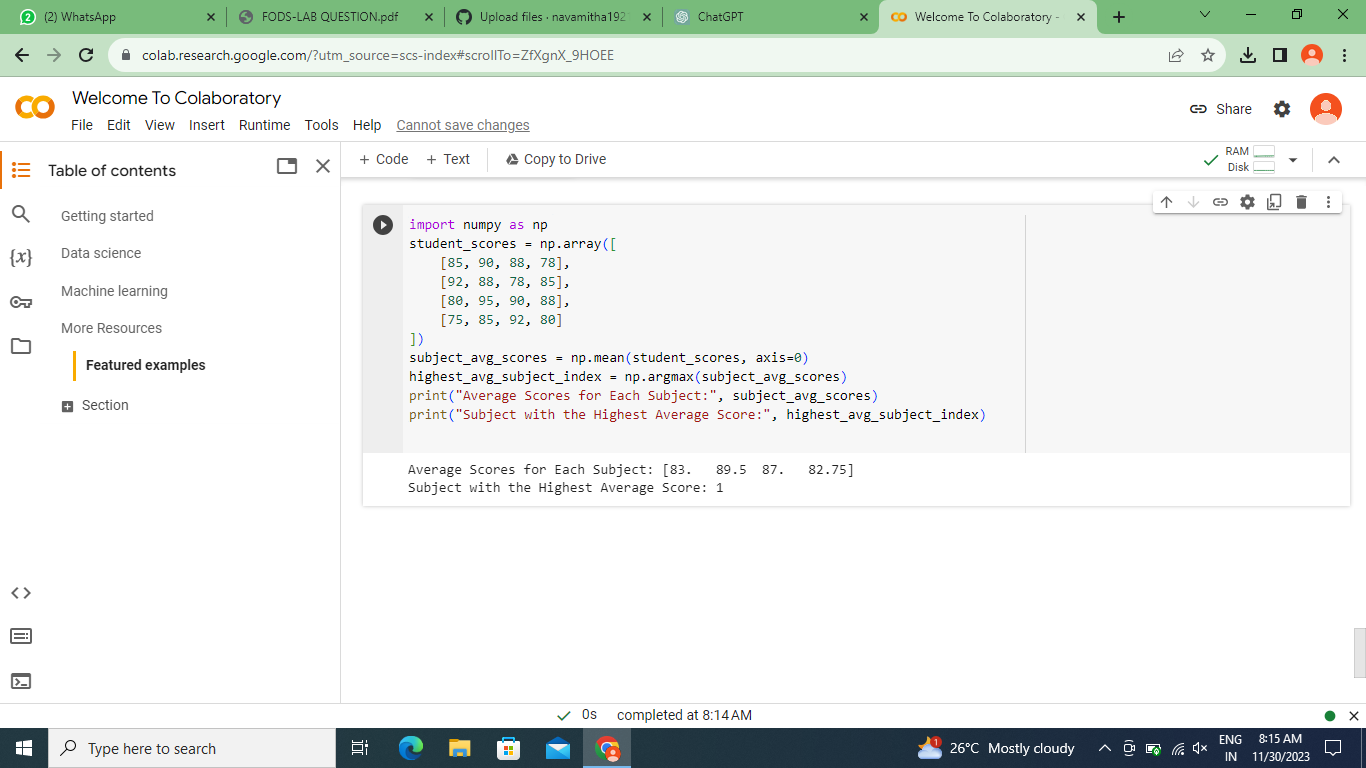 (2) WhatsApp
FODS-LAB QUESTION.pdf
Upload files · navamitha192
ChatGPT
Welcome To Colaboratory -
colab.research.google.com/?utm_source=scs-index#scrollTo=ZfXgnX_9HOEE
Welcome To Colaboratory
File Edit View Insert Runtime Tools Help Cannot save changes
Share
Table of contents
+ Code + Text Copy to Drive
RAM
Disk
Getting started
Data science
Machine learning
More Resources
Featured examples
Section
{x}
import numpy as np
student_scores = np.array([
    [85, 90, 88, 78],
    [92, 88, 78, 85],
    [80, 95, 90, 88],
    [75, 85, 92, 80]
])
subject_avg_scores = np.mean(student_scores, axis=0)
highest_avg_subject_index = np.argmax(subject_avg_scores)
print("Average Scores for Each Subject:", subject_avg_scores)
print("Subject with the Highest Average Score:", highest_avg_subject_index)
Average Scores for Each Subject: [83.   89.5  87.   82.75]
Subject with the Highest Average Score: 1
0s completed at 8:14 AM
Type here to search
1
26°C Mostly cloudy
ENG
IN
8:15 AM
11/30/2023